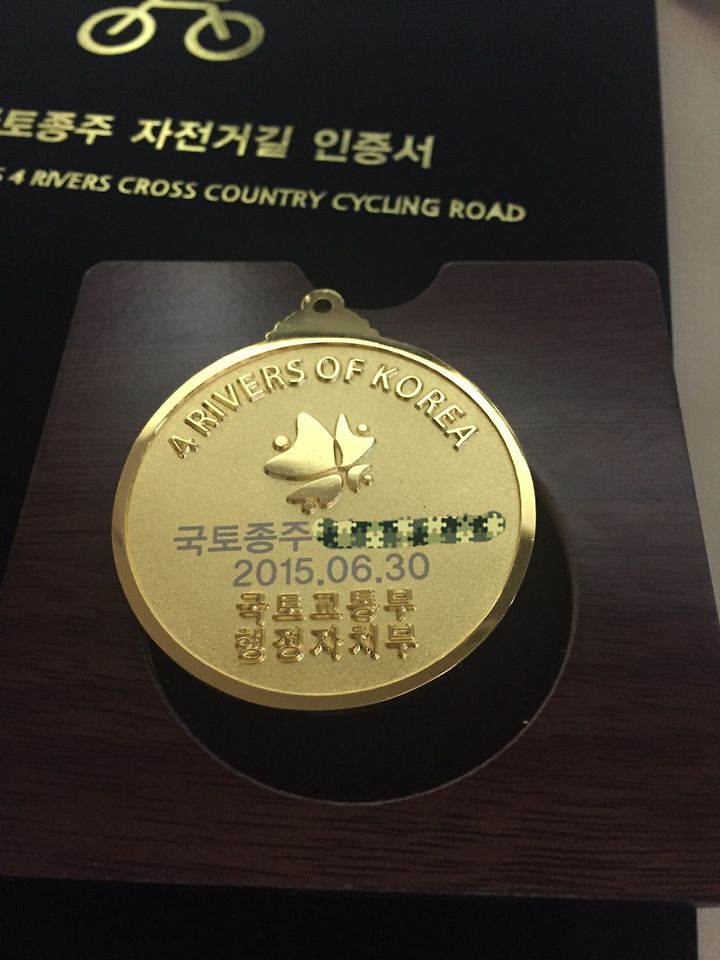 토종주 자전거길 인증서
4 RIVERS CROSS COUNTRY CYCLING ROAD
4 RIVERS OF KOREA
국토종주
2015.06.30
국토교통부
행정자치부